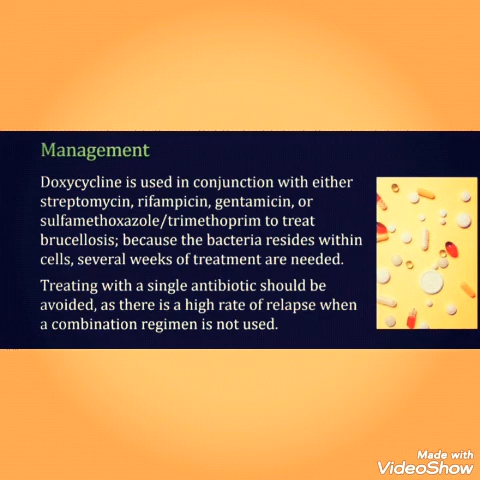 Management
Doxycycline is used in conjunction with either
streptomycin, rifampicin, gentamicin, or
sulfamethoxazole/trimethoprim to treat
brucellosis; because the bacteria resides within
cells, several weeks of treatment are needed.
Treating with a single antibiotic should be
avoided, as there is a high rate of relapse when
a combination regimen is not used.
Made with
VideoShow